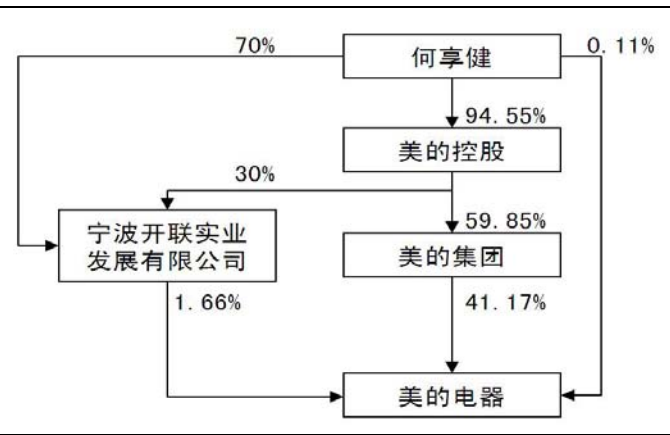 70%
何享健
0.11%
94.55%
美的控股
30%
59.85%
宁波开联实业
发展有限公司
美的集团
1.66%
41.17%
美的电器